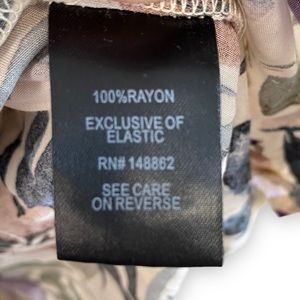 100%RAYON
EXCLUSIVE OF
ELASTIC
RN# 148862
SEE CARE
ON REVERSE